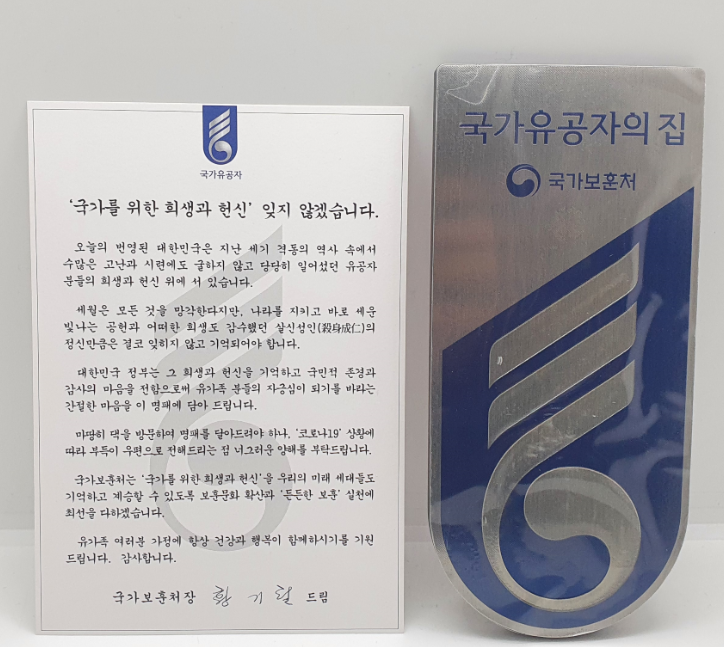 국가유공자
‘국가를 위한 희생과 헌신’ 잊지 않겠습니다.
오늘의 번영된 대한민국은 지난 세기 격동의 역사 속에서
수많은 고난과 시련에도 굴하지 않고 당당히 일어섰던 유공자
분들의 희생과 헌신 위에 서 있습니다.
세월은 모든 것을 망각한다지만, 나라를 지키고 바로 세운
빛나는 공헌과 어떠한 희생도 감수했던 살신성인(殺身成仁)의
정신만큼은 결코 잊히지 않고 기억되어야 합니다.
대한민국 정부는 그 희생과 헌신을 기억하고 국민적 존경과
감사의 마음을 전함으로써 유가족 분들의 자긍심이 되기를 바라는
간절한 마음을 이 명패에 담아 드립니다.
마땅히 댁을 방문하여 명패를 달아드려야 하나, ‘코로나19’ 상황에
따라 부득이 우편으로 전해드리는 점 너그러운 양해를 부탁드립니다.
국가보훈처는 ‘국가를 위한 희생과 헌신’을 우리의 미래 세대들도
기억하고 계승할 수 있도록 보훈문화 확산과 ‘든든한 보훈’ 실천에
최선을 다하겠습니다.
유가족 여러분 가정에 항상 건강과 행복이 함께하시기를 기원
드립니다. 감사합니다.
국가보훈처장 황기철 드림
국가유공자의 집
국가보훈처